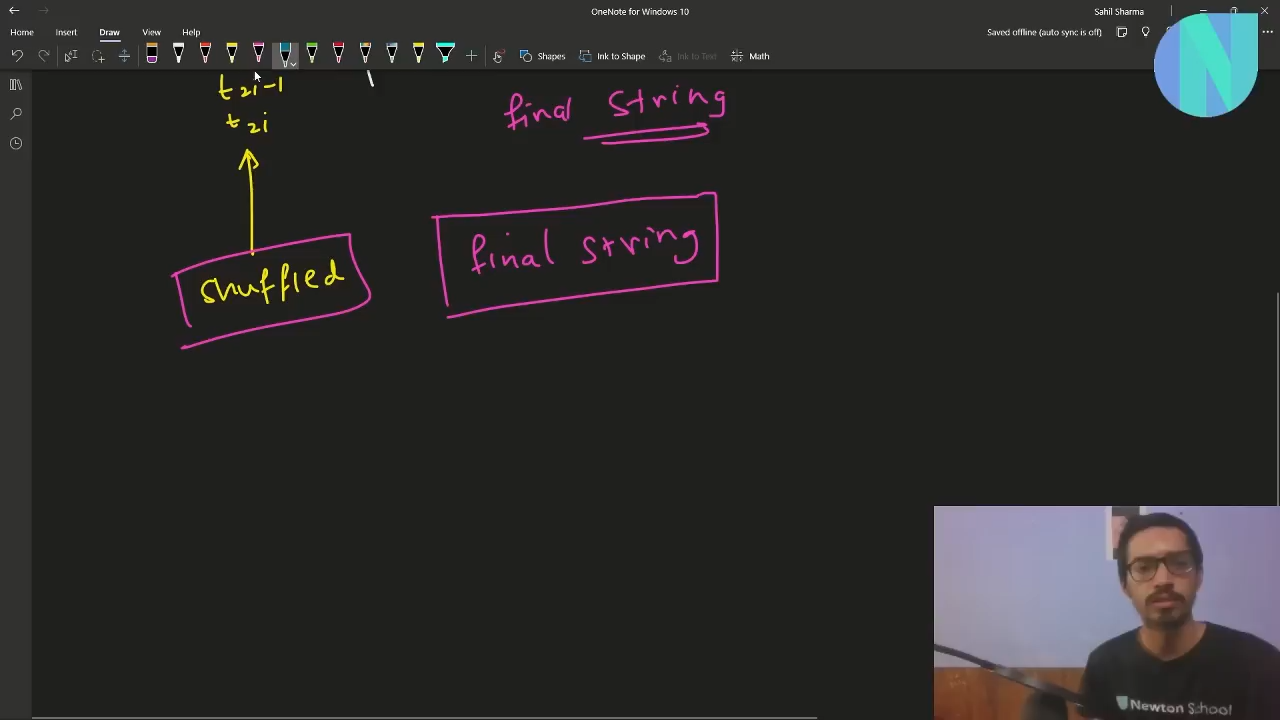 OneNote for Windows 10
Sahil Sharma
Home Insert Draw View Help
Saved offline (auto sync is off)
Shapes Ink to Shape Ink to Text Math
t 2i-1
t 2i
final string
final string
shuffled
Newton School